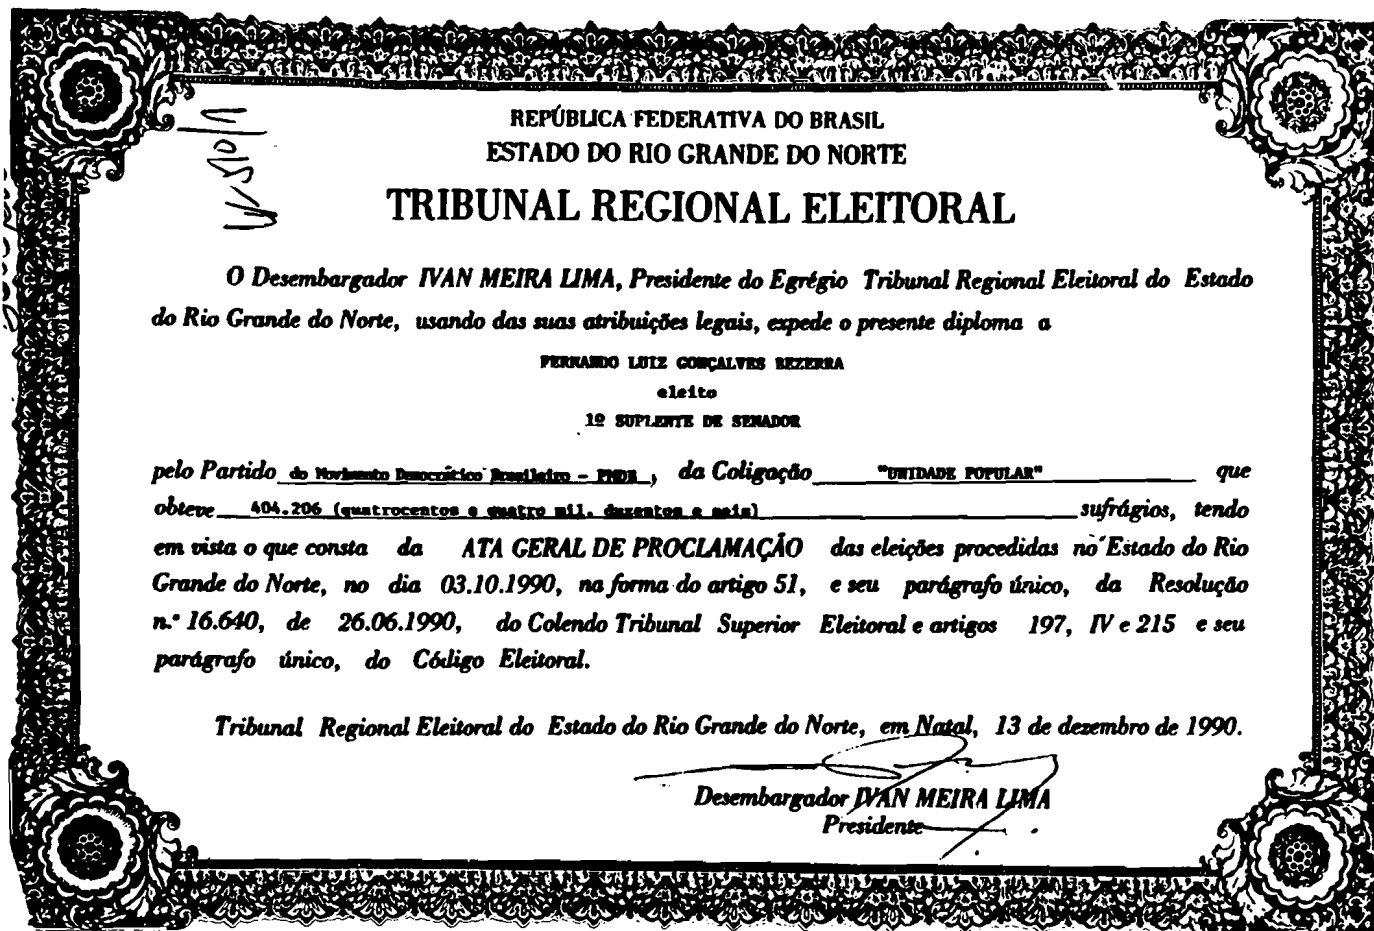 REPÚBLICA FEDERATIVA DO BRASIL
ESTADO DO RIO GRANDE DO NORTE
TRIBUNAL REGIONAL ELEITORAL
O Desembargador IVAN MEIRA LIMA, Presidente do Egrégio Tribunal Regional Eleitoral do Estado
do Rio Grande do Norte, usando das suas atribuições legais, expede o presente diploma a
FERNANDO LUIZ GONÇALVES BEZERRA
eleito
1º SUPLENTE DE SENADOR
pelo Partido do Movimento Democrático Brasileiro - PMDB, da Coligação "UNIDADE POPULAR" que
obteve 404.206 (quatrocentos e quatro mil, duzentos e seis) sufrágios, tendo
em vista o que consta da ATA GERAL DE PROCLAMAÇÃO das eleições procedidas no Estado do Rio
Grande do Norte, no dia 03.10.1990, na forma do artigo 51, e seu parágrafo único, da Resolução
n.º 16.640, de 26.06.1990, do Colendo Tribunal Superior Eleitoral e artigos 197, IV e 215 e seu
parágrafo único, do Código Eleitoral.
Tribunal Regional Eleitoral do Estado do Rio Grande do Norte, em Natal, 13 de dezembro de 1990.
Desembargador IVAN MEIRA LIMA
Presidente